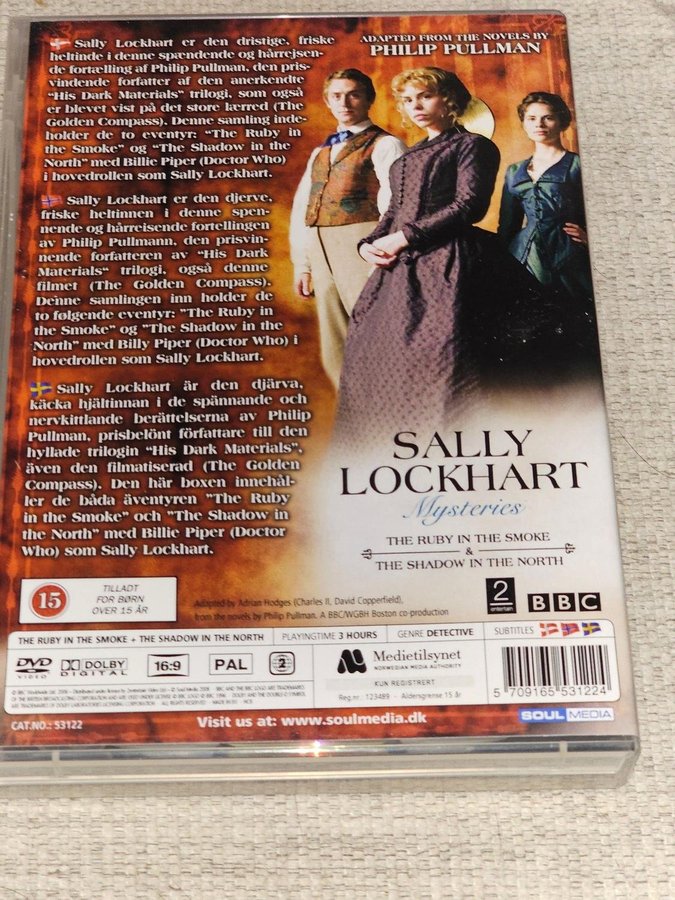 Sally Lockhart er den dristige, friske
heltinde i denne spændende og hårrejsen-
de fortælling af Philip Pullman, den pris-
vindende forfatter af den anerkendte
"His Dark Materials" trilogi, som også
er blevet vist på det store lærred (The
Golden Compass). Denne samling inde-
holder de to eventyr: "The Ruby in
the Smoke" og "The Shadow in the
North" med Billie Piper (Doctor Who)
i hovedrollen som Sally Lockhart.
Sally Lockhart er den djerve,
friske heltinnen i denne spen-
nende og hårreisende fortellingen
av Philip Pullmann, den prisvin-
nende forfatteren av "His Dark
Materials" trilogi, også denne
filmet (The Golden Compass).
Denne samlingen inn holder de
to følgende eventyr: "The Ruby in
the Smoke" og "The Shadow in the
North" med Billy Piper (Doctor Who) i
hovedrollen som Sally Lockhart.
Sally Lockhart är den djärva,
käcka hjältinnan i de spännande och
nervkittlande berättelserna av Philip
Pullman, prisbelönt författare till den
hyllade trilogin "His Dark Materials",
även den filmatiserad (The Golden
Compass). Den här boxen innehål-
ler de båda äventyren "The Ruby
in the Smoke" och "The Shadow in
the North" med Billie Piper (Doctor
Who) som Sally Lockhart.
ADAPTED FROM THE NOVELS BY
PHILIP PULLMAN
SALLY
LOCKHART
Mysteries
THE RUBY IN THE SMOKE
&
THE SHADOW IN THE NORTH
15
TILLADT
FOR BØRN
OVER 15 ÅR
Adapted by Adrian Hodges (Charles II, David Copperfield),
from the novels by Philip Pullman. A BBC/WGBH Boston co-production
2 entertain
BBC
THE RUBY IN THE SMOKE + THE SHADOW IN THE NORTH
PLAYINGTIME 3 HOURS
GENRE DETECTIVE
SUBTITLES
DVD VIDEO
DOLBY DIGITAL
16:9
PAL
2
Medietilsynet
NORWEGIAN MEDIA AUTHORITY
KUN REGISTRERT
Reg.nr.: 123489 - Aldersgrense:15 år
5 709165 531224
CAT.NO.: 53122
Visit us at: www.soulmedia.dk
SOUL MEDIA